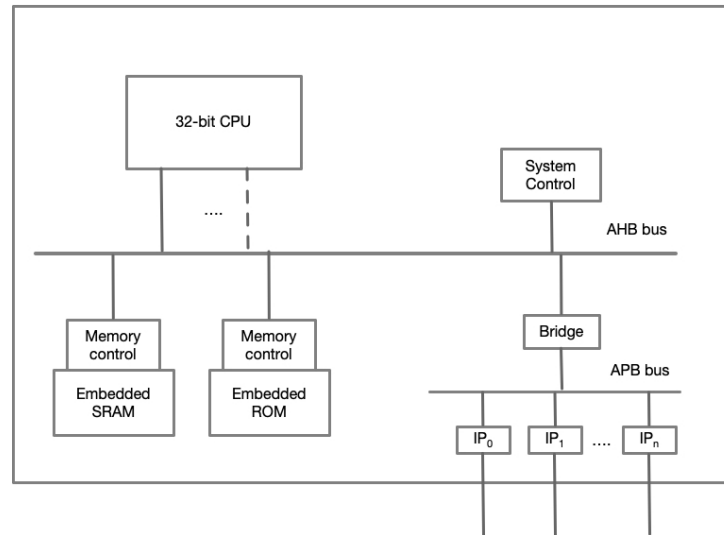 32-bit CPU
....
System
Control
AHB bus
Memory
control
Embedded
SRAM
Memory
control
Embedded
ROM
Bridge
APB bus
IP₀
IP₁
....
IPₙ